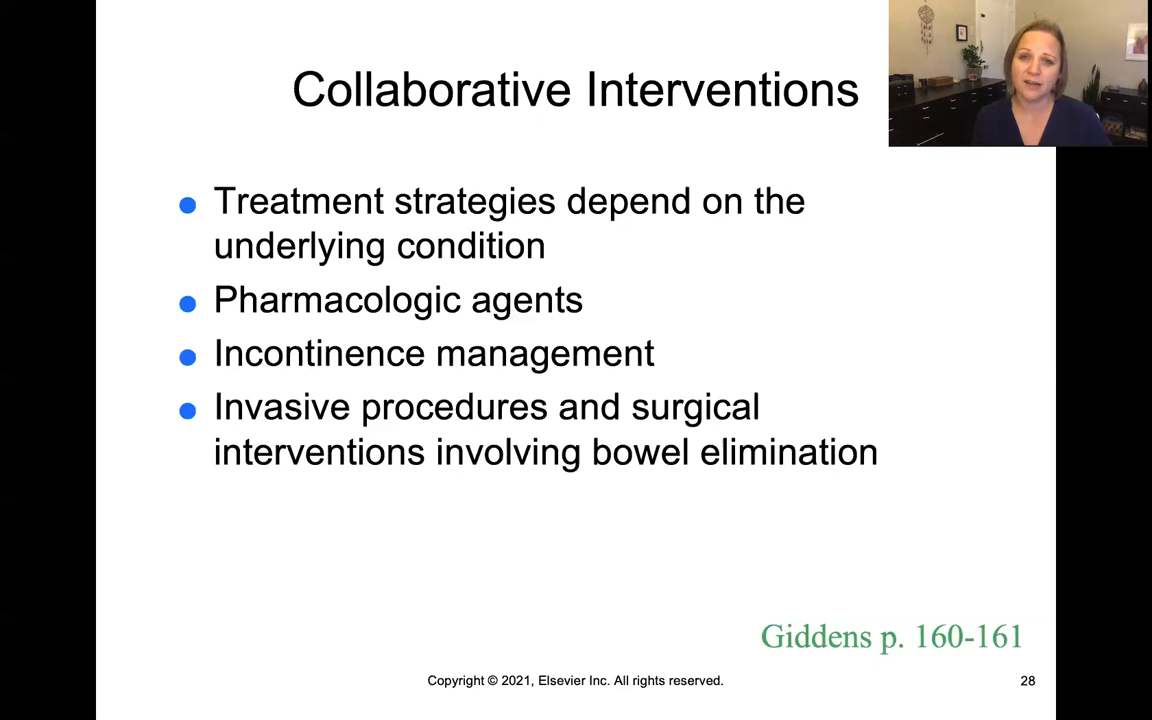 Collaborative Interventions
Treatment strategies depend on the
underlying condition
Pharmacologic agents
Incontinence management
Invasive procedures and surgical
interventions involving bowel elimination
Giddens p. 160-161
Copyright © 2021, Elsevier Inc. All rights reserved.
28